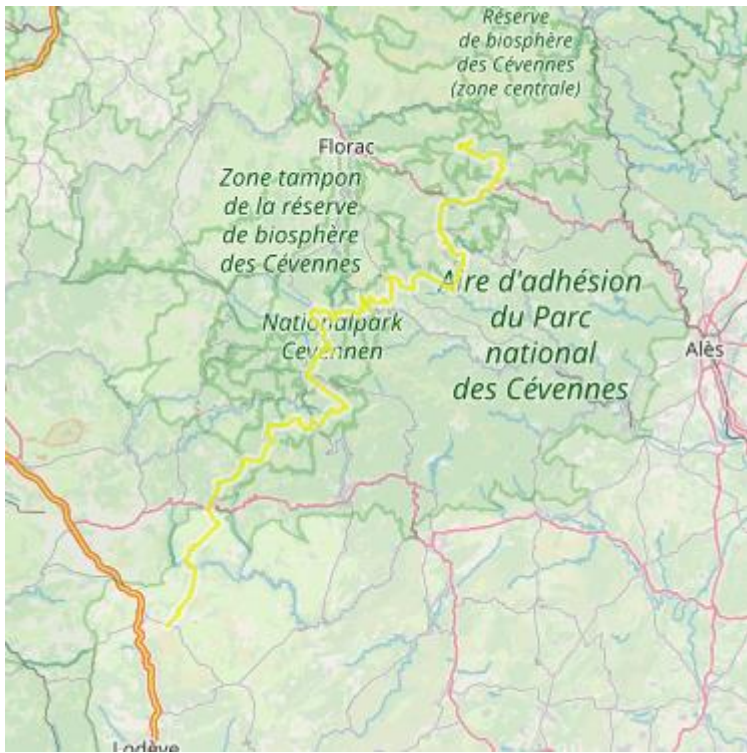 Réserve
de biosphère
des Cévennes
(zone centrale)
Florac
Zone tampon
de la réserve
de biosphère
des Cévennes
Aire d'adhésion
du Parc
national
des Cévennes
Nationalpark
Cevennen
Alès
Lodève